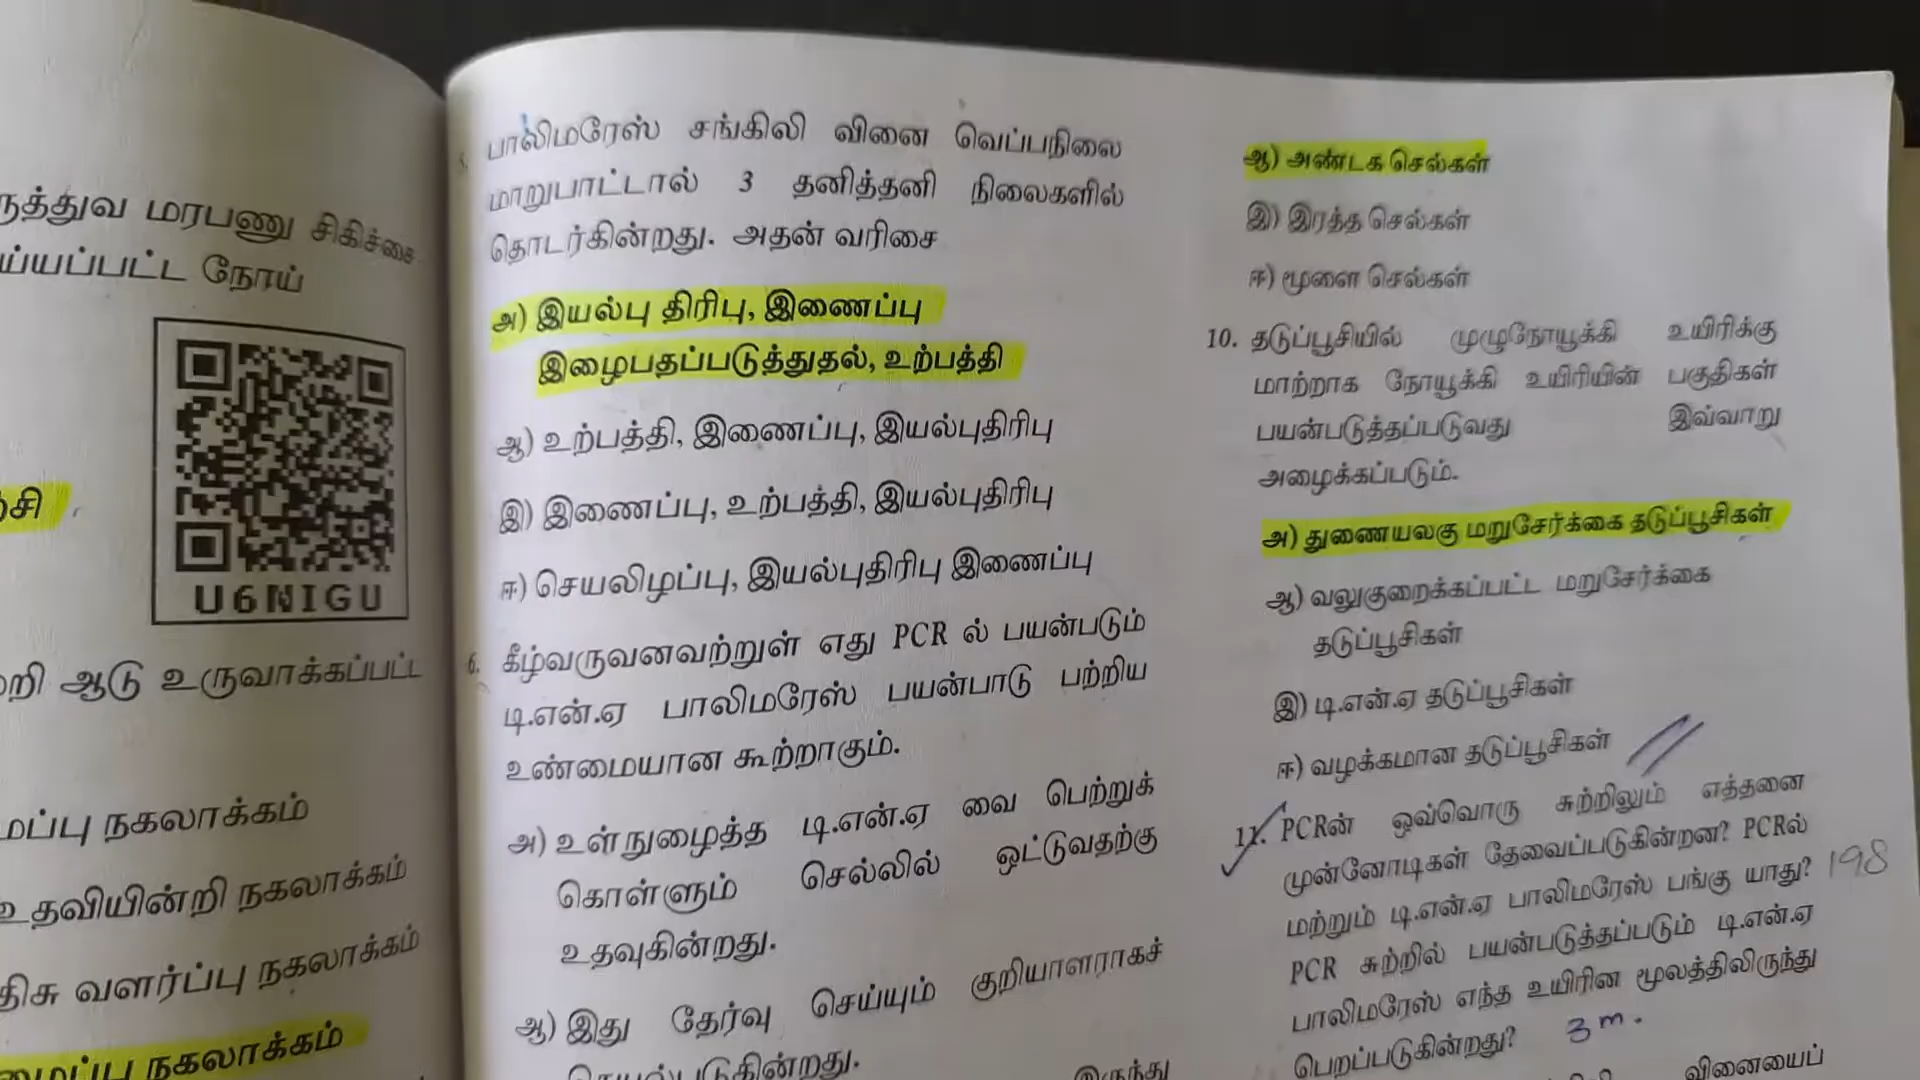 மரபணு சிகிச்சை
ய்யப்பட்ட நோய்
U6NIGU
ஆடு உருவாக்கப்பட்ட
நகலாக்கம்
உதவியின்றி நகலாக்கம்
வளர்ப்பு நகலாக்கம்
நகலாக்கம்
5. பாலிமரேஸ் சங்கிலி வினை வெப்பநிலை
மாறுபாட்டால் 3 தனித்தனி நிலைகளில்
தொடர்கின்றது. அதன் வரிசை
அ) இயல்பு திரிபு, இணைப்பு
இழைபதப்படுத்துதல், உற்பத்தி
ஆ) உற்பத்தி, இணைப்பு, இயல்புதிரிபு
இ) இணைப்பு, உற்பத்தி, இயல்புதிரிபு
ஈ) செயலிழப்பு, இயல்புதிரிபு இணைப்பு
6. கீழ்வருவனவற்றுள் எது PCR ல் பயன்படும்
டி.என்.ஏ பாலிமரேஸ் பயன்பாடு பற்றிய
உண்மையான கூற்றாகும்.
அ) உள்நுழைத்த டி.என்.ஏ வை பெற்றுக்
கொள்ளும் செல்லில் ஒட்டுவதற்கு
உதவுகின்றது.
ஆ) இது தேர்வு செய்யும் குறியாளராகச்
செயல்படுகின்றது.
இருந்து
ஆ) அண்டக செல்கள்
இ) இரத்த செல்கள்
ஈ) மூளை செல்கள்
10. தடுப்பூசியில் முழுநோயூக்கி உயிரிக்கு
மாற்றாக நோயூக்கி உயிரியின் பகுதிகள்
பயன்படுத்தப்படுவது இவ்வாறு
அழைக்கப்படும்.
அ) துணையலகு மறுசேர்க்கை தடுப்பூசிகள்
ஆ) வலுகுறைக்கப்பட்ட மறுசேர்க்கை
தடுப்பூசிகள்
இ) டி.என்.ஏ தடுப்பூசிகள்
ஈ) வழக்கமான தடுப்பூசிகள்
11. PCRன் ஒவ்வொரு சுற்றிலும் எத்தனை
முன்னோடிகள் தேவைப்படுகின்றன? PCRல்
மற்றும் டி.என்.ஏ பாலிமரேஸ் பங்கு யாது? 198
PCR சுற்றில் பயன்படுத்தப்படும் டி.என்.ஏ
பாலிமரேஸ் எந்த உயிரின மூலத்திலிருந்து
பெறப்படுகின்றது? 3m.
வினையைப்